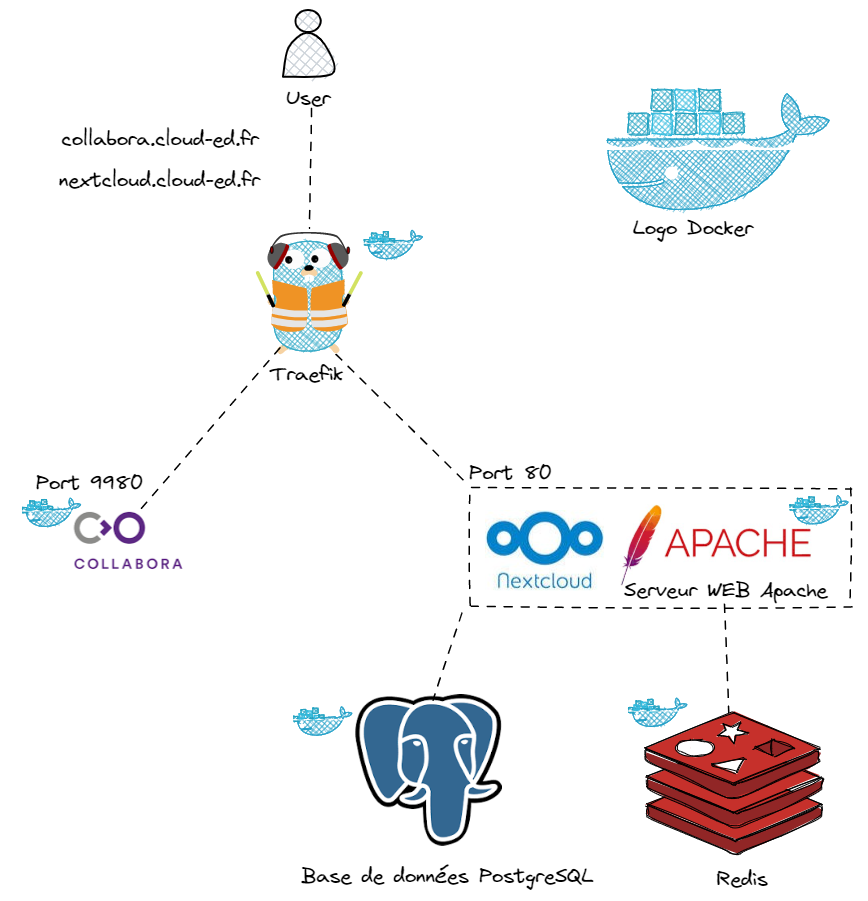 User
collabora.cloud-ed.fr
nextcloud.cloud-ed.fr
Logo Docker
Traefik
Port 9980
COLLABORA
Port 80
Nextcloud
APACHE
Serveur WEB Apache
Base de données PostgreSQL
Redis